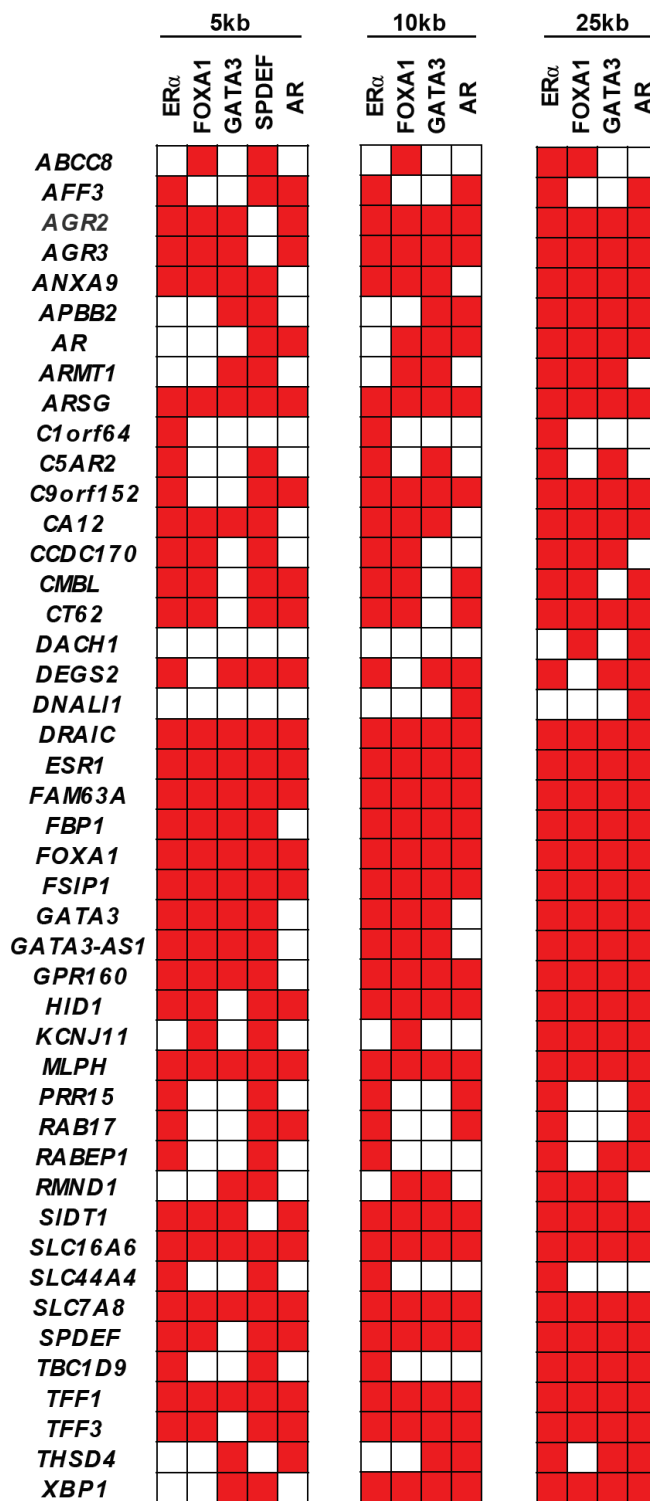 5kb 10kb 25kb
ERα FOXA1 GATA3 SPDEF AR ERα FOXA1 GATA3 AR ERα FOXA1 GATA3 AR
ABCC8
AFF3
AGR2
AGR3
ANXA9
APBB2
AR
ARMT1
ARSG
C1orf64
C5AR2
C9orf152
CA12
CCDC170
CMBL
CT62
DACH1
DEGS2
DNALI1
DRAIC
ESR1
FAM63A
FBP1
FOXA1
FSIP1
GATA3
GATA3-AS1
GPR160
HID1
KCNJ11
MLPH
PRR15
RAB17
RABEP1
RMND1
SIDT1
SLC16A6
SLC44A4
SLC7A8
SPDEF
TBC1D9
TFF1
TFF3
THSD4
XBP1